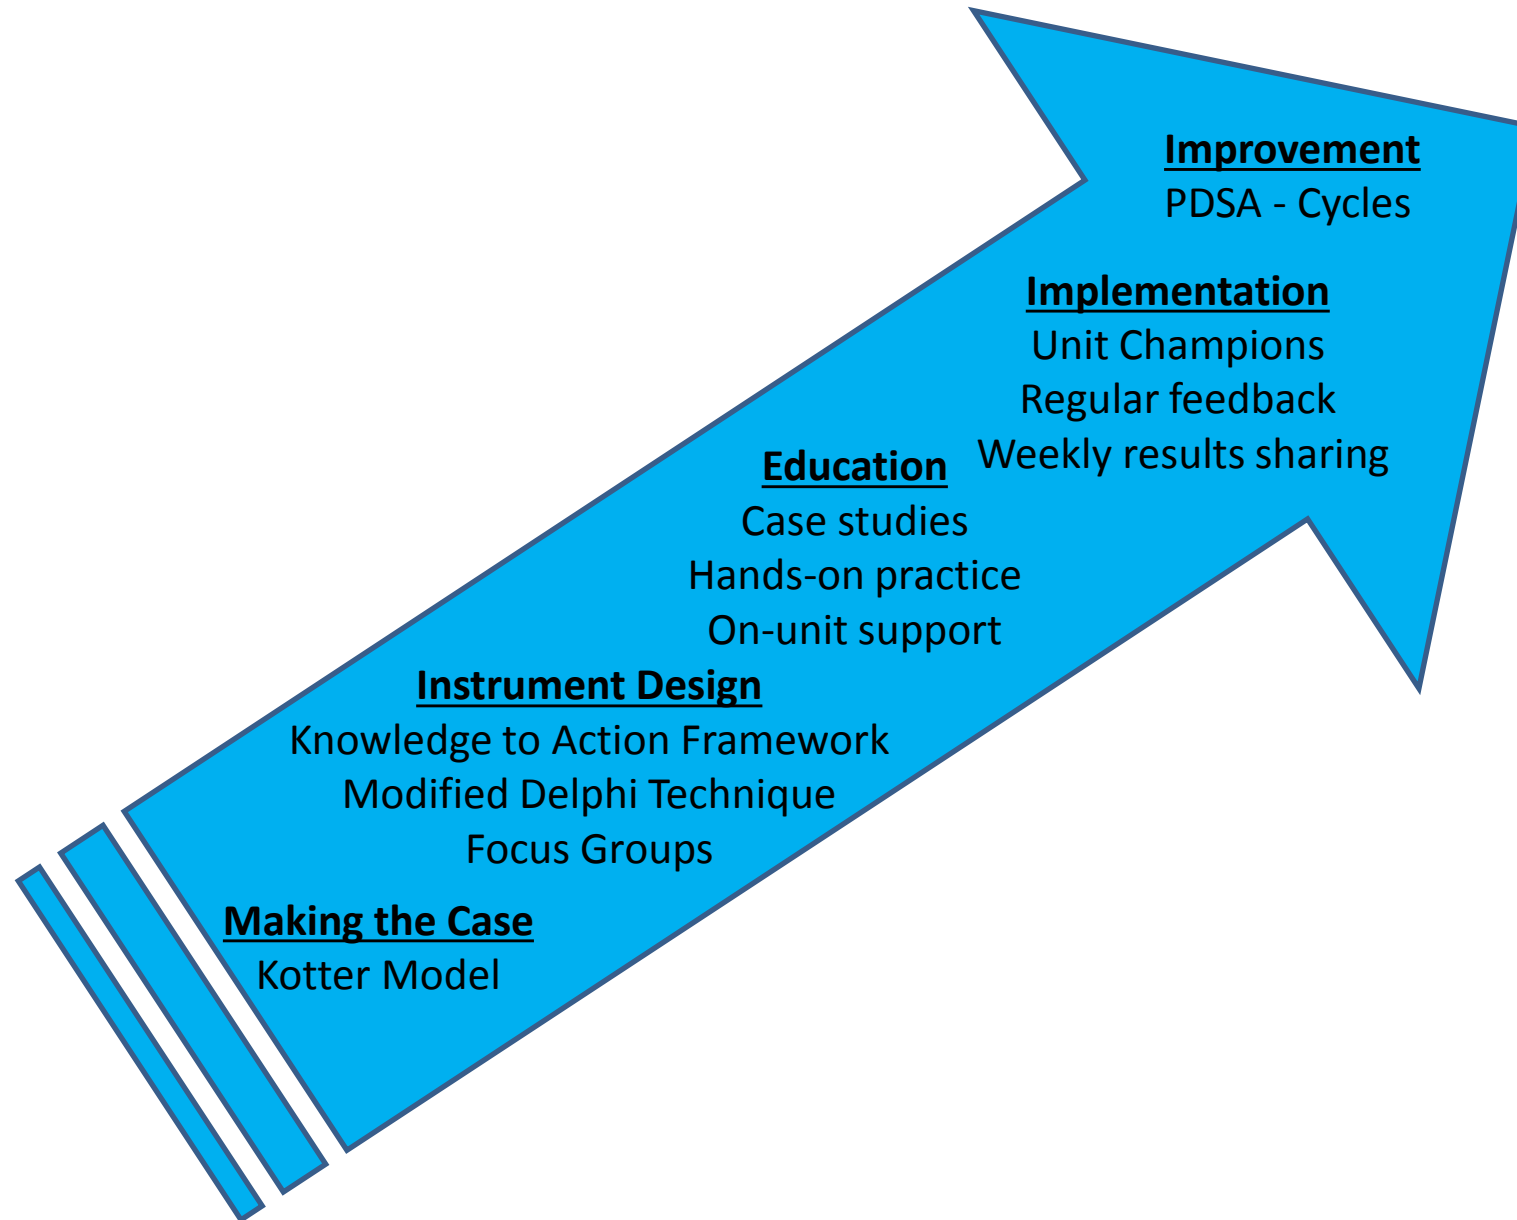 Improvement
PDSA - Cycles
Implementation
Unit Champions
Regular feedback
Weekly results sharing
Education
Case studies
Hands-on practice
On-unit support
Instrument Design
Knowledge to Action Framework
Modified Delphi Technique
Focus Groups
Making the Case
Kotter Model